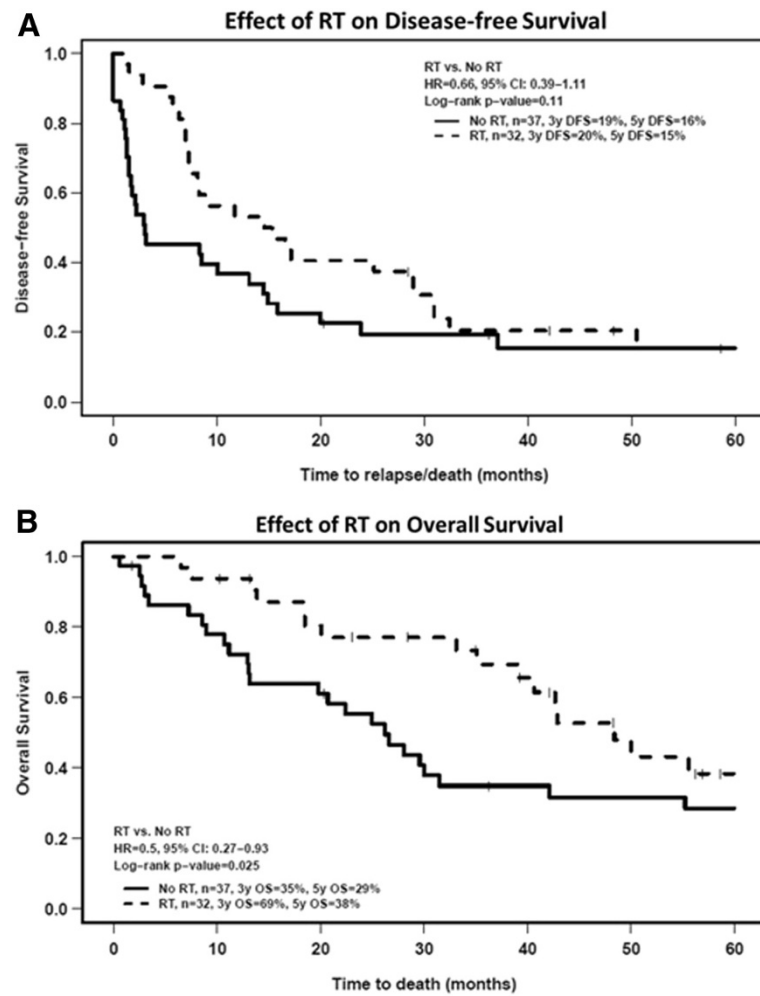 A
Effect of RT on Disease-free Survival
1.0
0.8
0.6
0.4
0.2
0.0
Disease-free Survival
RT vs. No RT
HR=0.66, 95% CI: 0.39-1.11
Log-rank p-value=0.11
No RT, n=37, 3y DFS=19%, 5y DFS=16%
RT, n=32, 3y DFS=20%, 5y DFS=15%
0 10 20 30 40 50 60
Time to relapse/death (months)
B
Effect of RT on Overall Survival
1.0
0.8
0.6
0.4
0.2
0.0
Overall Survival
RT vs. No RT
HR=0.5, 95% CI: 0.27-0.93
Log-rank p-value=0.025
No RT, n=37, 3y OS=35%, 5y OS=29%
RT, n=32, 3y OS=69%, 5y OS=38%
0 10 20 30 40 50 60
Time to death (months)